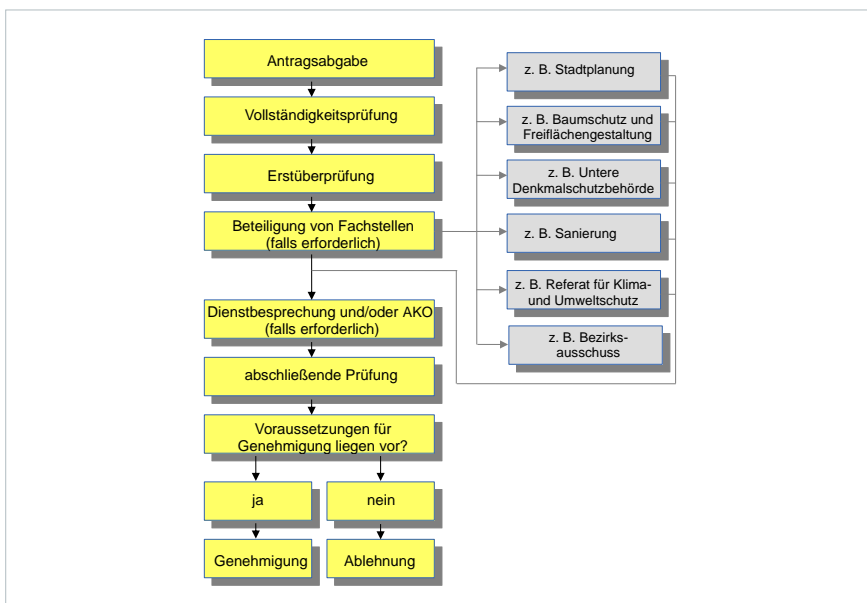 Antragsabgabe
Vollständigkeitsprüfung
Erstüberprüfung
Beteiligung von Fachstellen
(falls erforderlich)
z. B. Stadtplanung
z. B. Baumschutz und
Freiflächengestaltung
z. B. Untere
Denkmalschutzbehörde
z. B. Sanierung
z. B. Referat für Klima-
und Umweltschutz
z. B. Bezirks-
ausschuss
Dienstbesprechung und/oder AKO
(falls erforderlich)
abschließende Prüfung
Voraussetzungen für
Genehmigung liegen vor?
ja
nein
Genehmigung
Ablehnung